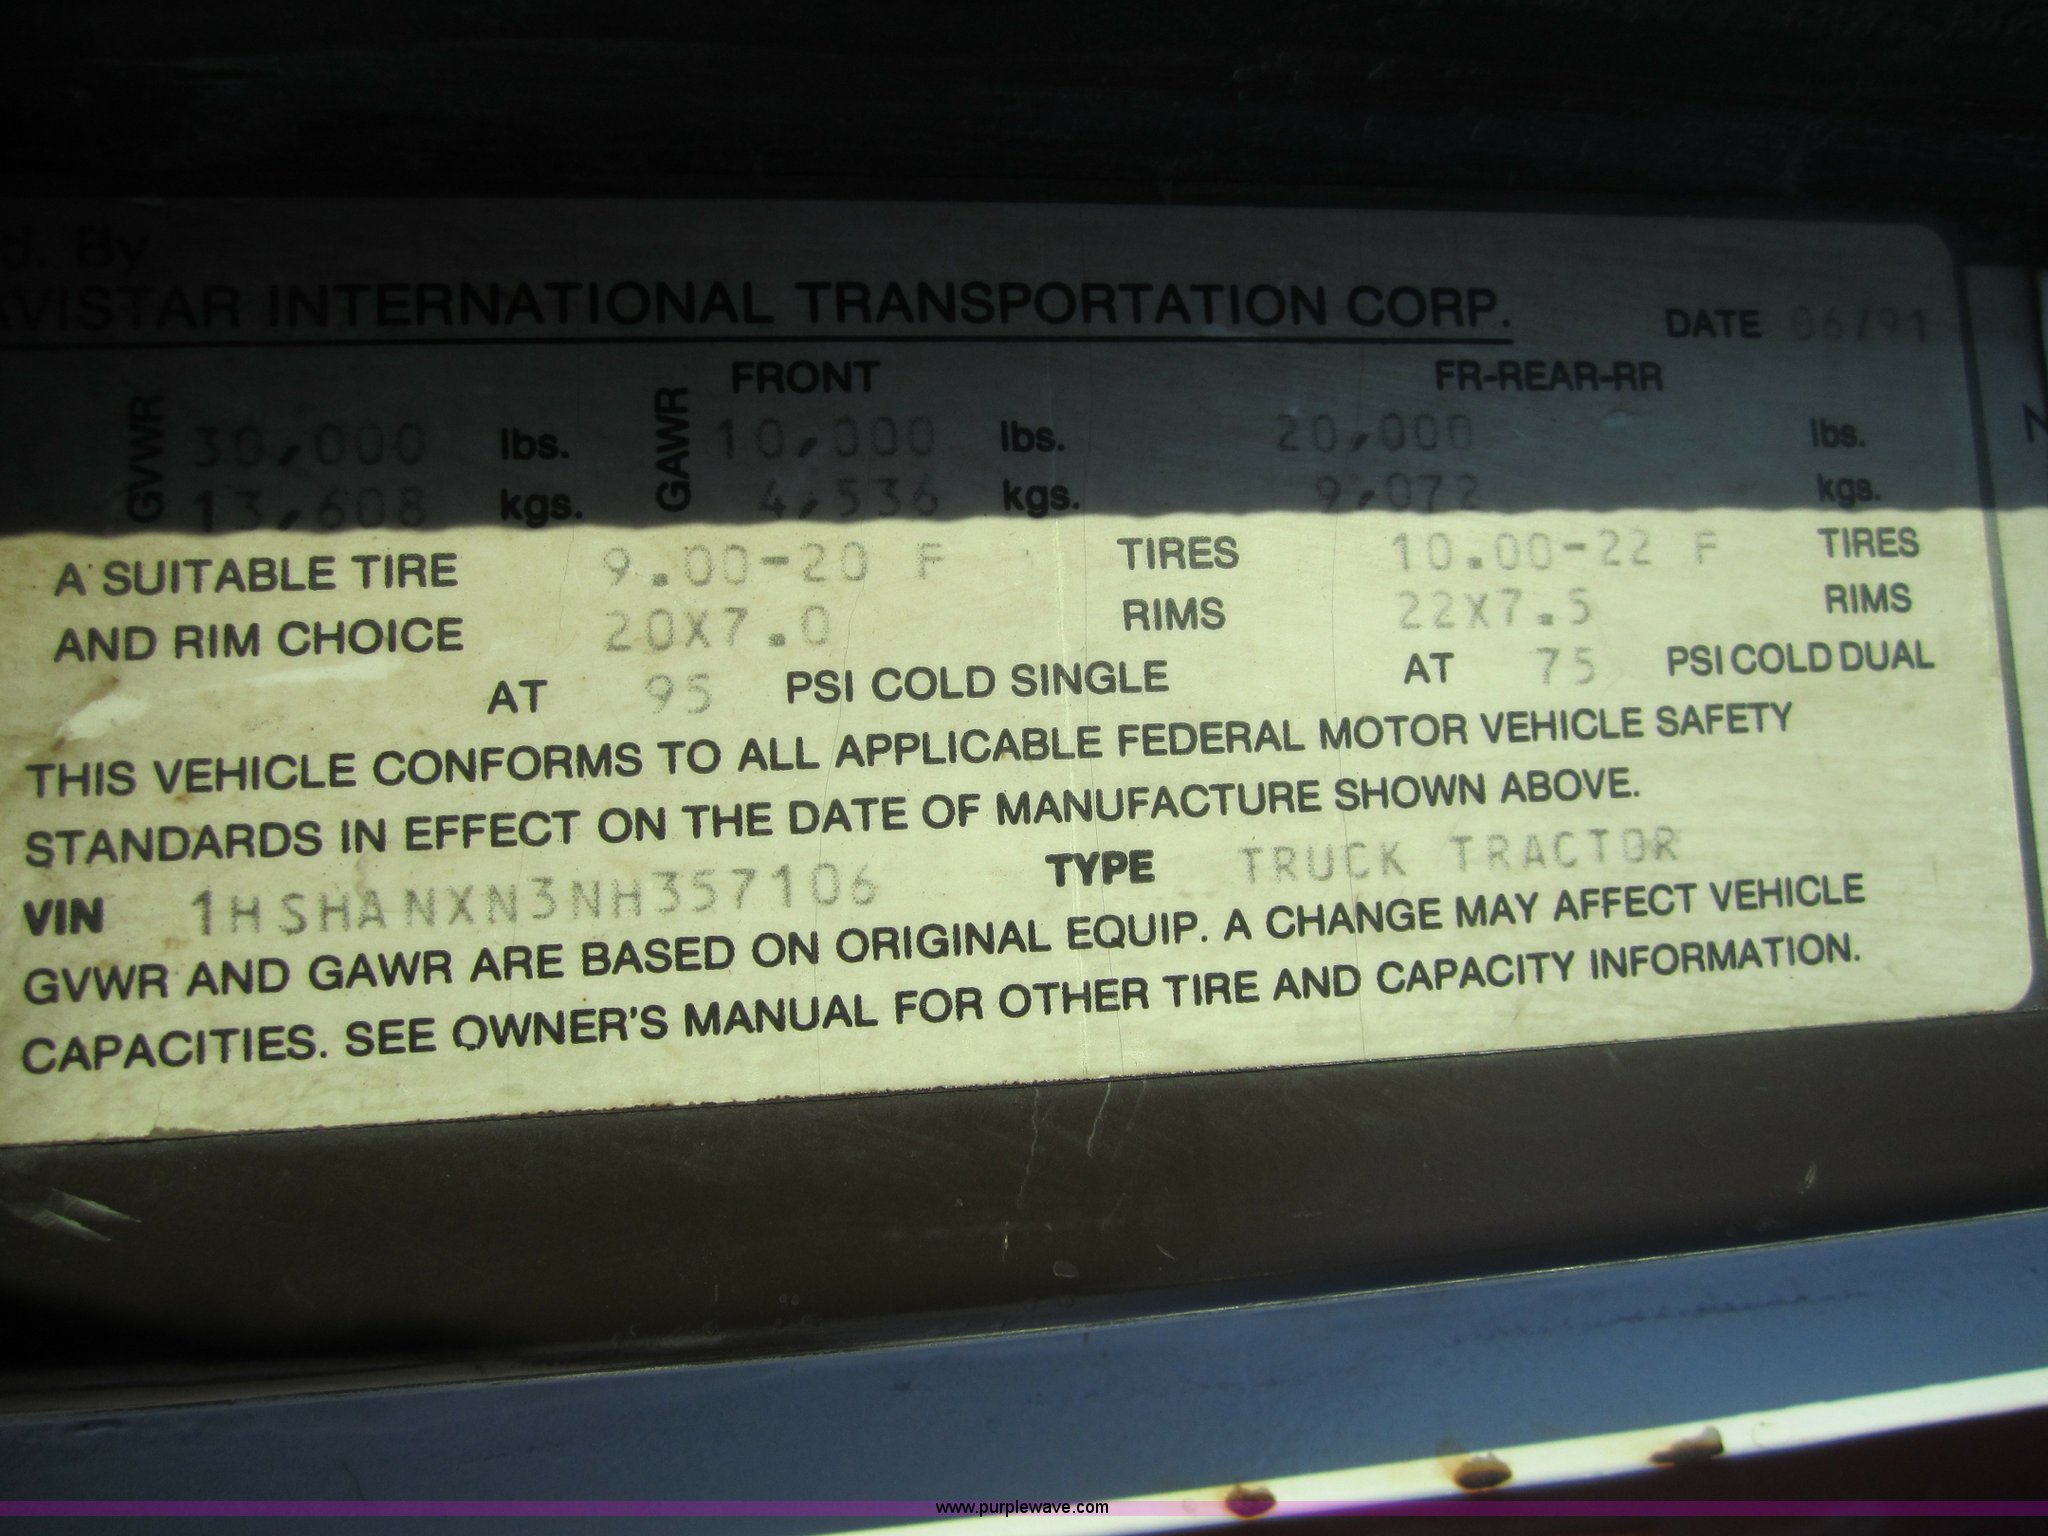 d. By
AVISTAR INTERNATIONAL TRANSPORTATION CORP. DATE 06/91
FRONT FR-REAR-RR
GVWR 30,000 lbs. GAWR 10,000 lbs. 20,000 lbs.
13,608 kgs. 4,536 kgs. 9,072 kgs.
A SUITABLE TIRE 9.00-20 F TIRES 10.00-22 F TIRES
AND RIM CHOICE 20X7.0 RIMS 22X7.5 RIMS
AT 95 PSI COLD SINGLE AT 75 PSI COLD DUAL
THIS VEHICLE CONFORMS TO ALL APPLICABLE FEDERAL MOTOR VEHICLE SAFETY
STANDARDS IN EFFECT ON THE DATE OF MANUFACTURE SHOWN ABOVE.
VIN 1HSHANXN3NH357106 TYPE TRUCK TRACTOR
GVWR AND GAWR ARE BASED ON ORIGINAL EQUIP. A CHANGE MAY AFFECT VEHICLE
CAPACITIES. SEE OWNER'S MANUAL FOR OTHER TIRE AND CAPACITY INFORMATION.
www.purplewave.com